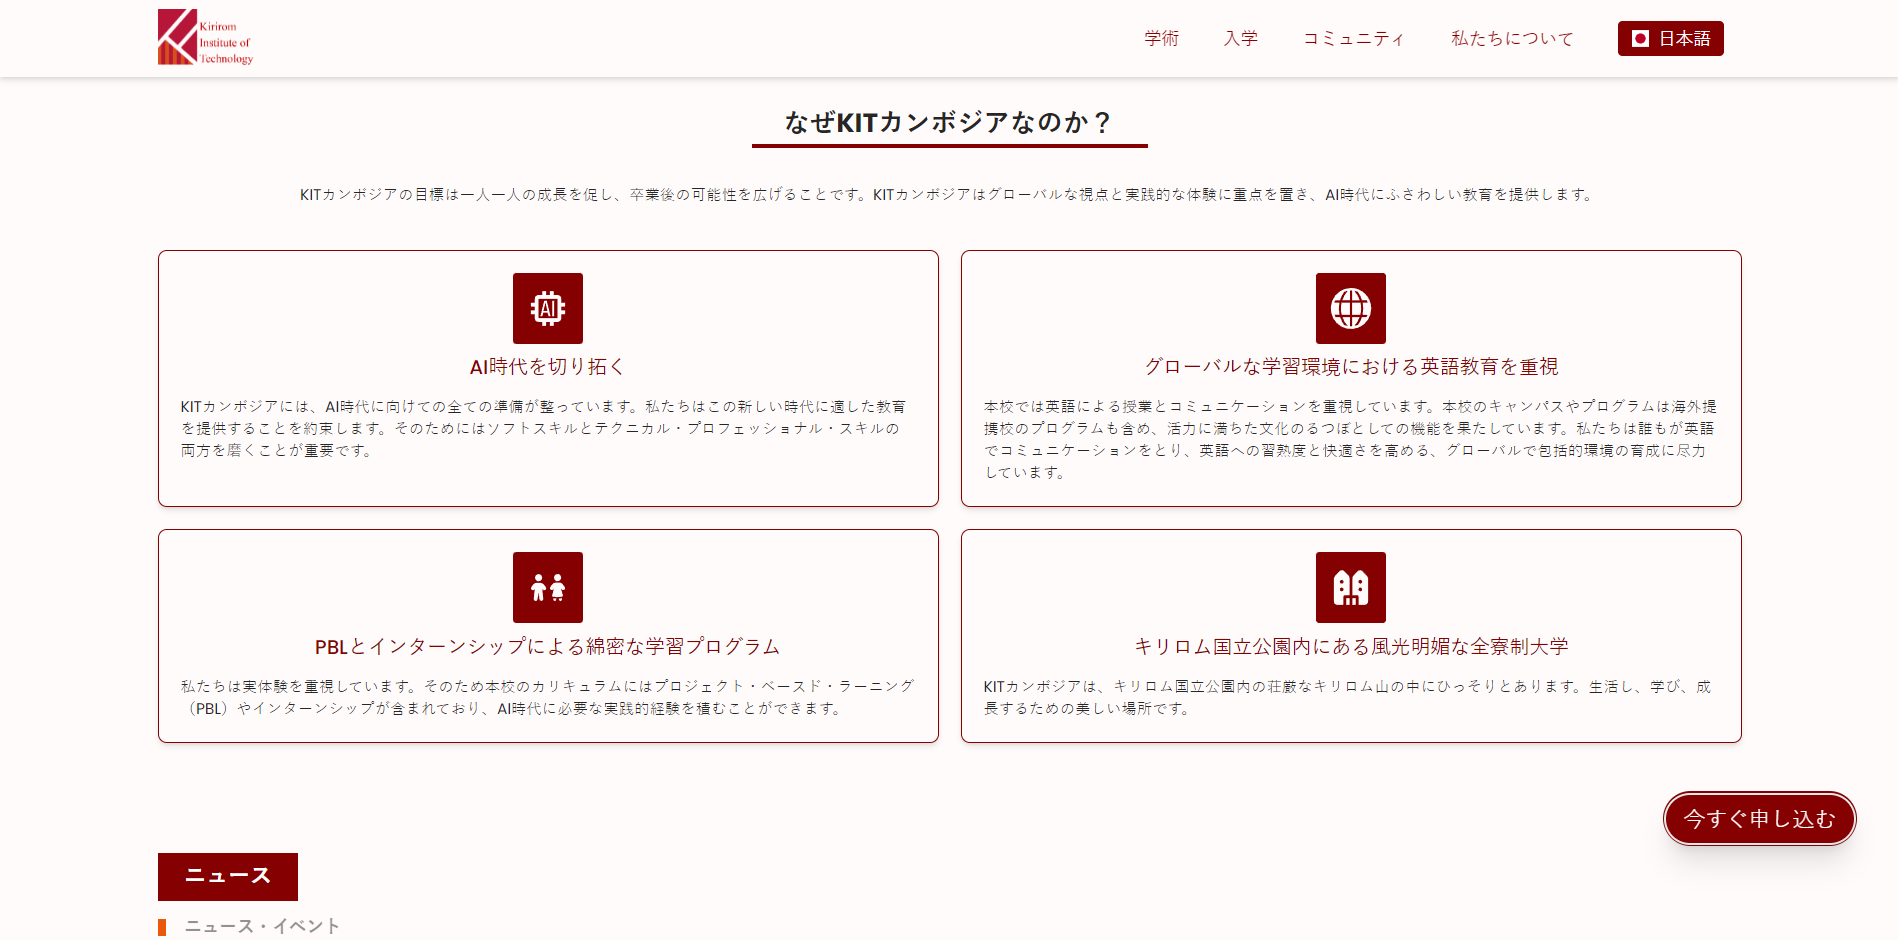 Kirirom
Institute of
Technology
学術
入学
コミュニティ
私たちについて
日本語
なぜKITカンボジアなのか？
KITカンボジアの目標は一人一人の成長を促し、卒業後の可能性を広げることです。KITカンボジアはグローバルな視点と実践的な体験に重点を置き、AI時代にふさわしい教育を提供します。
AI
AI時代を切り拓く
KITカンボジアには、AI時代に向けての全ての準備が整っています。私たちはこの新しい時代に適した教育
を提供することを約束します。そのためにはソフトスキルとテクニカル・プロフェッショナル・スキルの
両方を磨くことが重要です。
グローバルな学習環境における英語教育を重視
本校では英語による授業とコミュニケーションを重視しています。本校のキャンパスやプログラムは海外提
携校のプログラムも含め、活力に満ちた文化のるつぼとしての機能を果たしています。私たちは誰もが英語
でコミュニケーションをとり、英語への習熟度と快適さを高める、グローバルで包括的環境の育成に尽力
しています。
PBLとインターンシップによる綿密な学習プログラム
私たちは実体験を重視しています。そのため本校のカリキュラムにはプロジェクト・ベースド・ラーニング
（PBL）やインターンシップが含まれており、AI時代に必要な実践的経験を積むことができます。
キリロム国立公園内にある風光明媚な全寮制大学
KITカンボジアは、キリロム国立公園内の荘厳なキリロム山の中にひっそりとあります。生活し、学び、成
長するための美しい場所です。
今すぐ申し込む
ニュース
ニュース・イベント